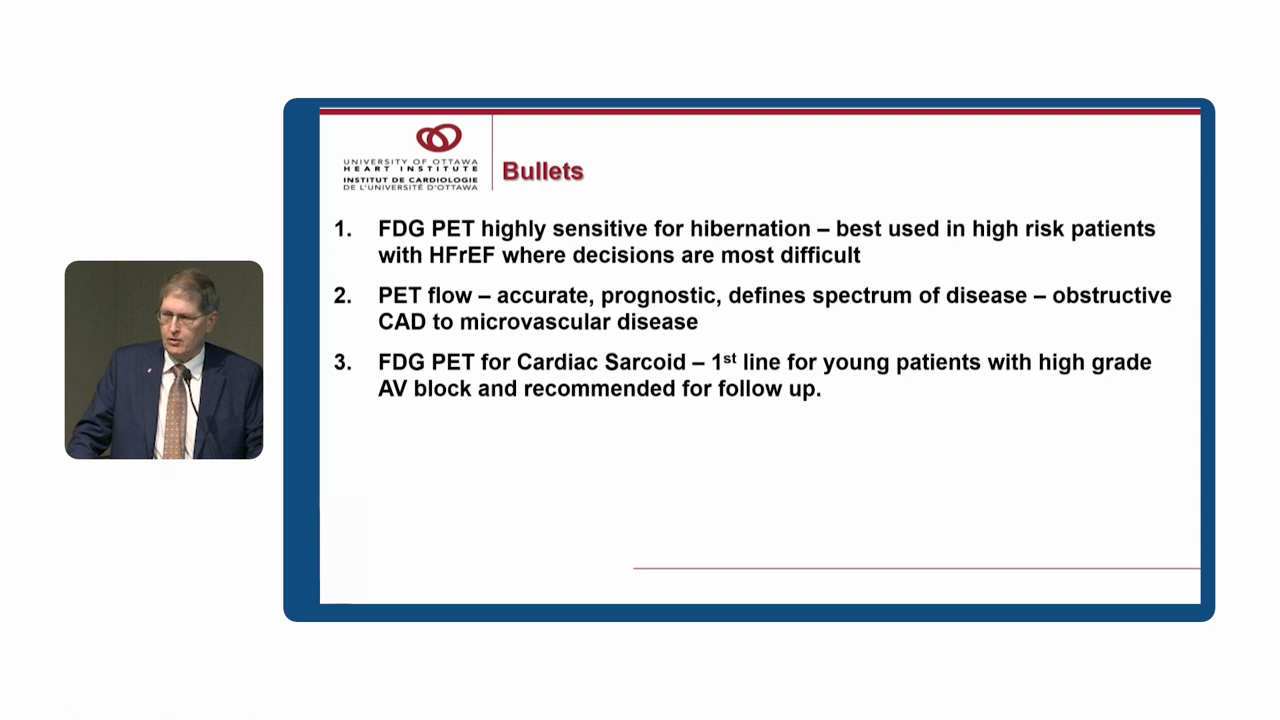 UNIVERSITY OF OTTAWA
HEART INSTITUTE
INSTITUT DE CARDIOLOGIE
DE L'UNIVERSITÉ D'OTTAWA
Bullets
1. FDG PET highly sensitive for hibernation – best used in high risk patients
with HFrEF where decisions are most difficult
2. PET flow – accurate, prognostic, defines spectrum of disease – obstructive
CAD to microvascular disease
3. FDG PET for Cardiac Sarcoid – 1st line for young patients with high grade
AV block and recommended for follow up.